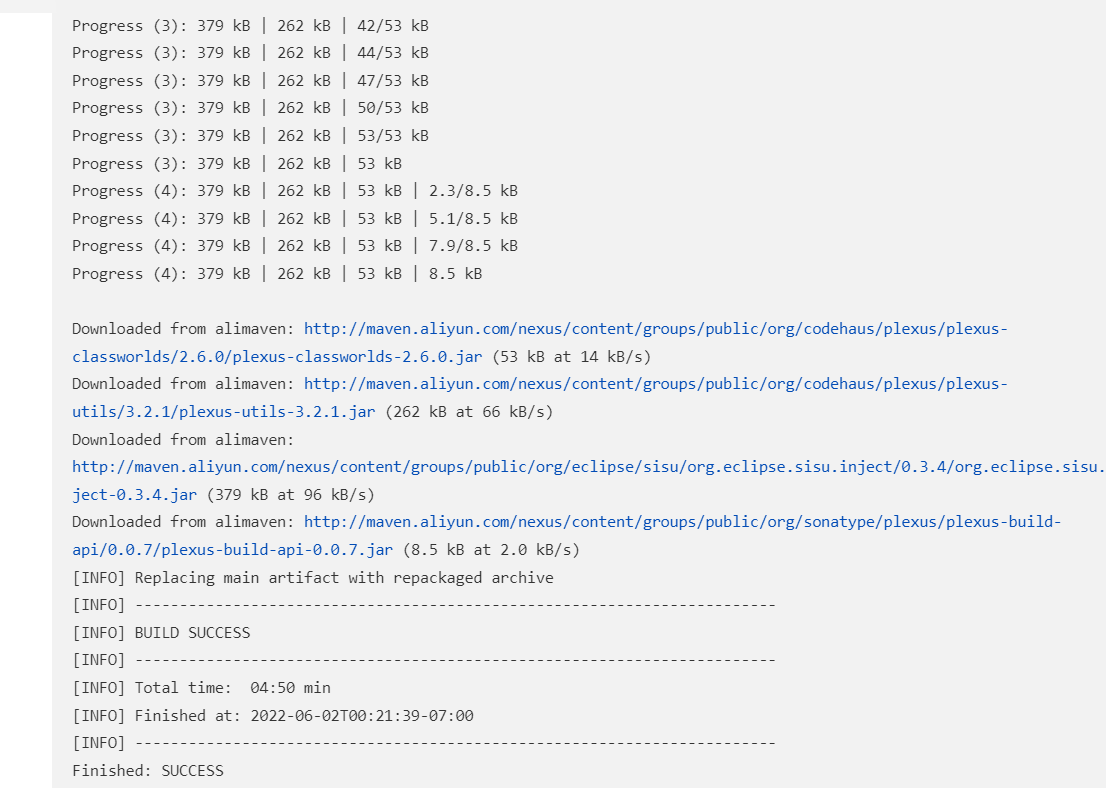 Progress (3): 379 kB | 262 kB | 42/53 kB
Progress (3): 379 kB | 262 kB | 44/53 kB
Progress (3): 379 kB | 262 kB | 47/53 kB
Progress (3): 379 kB | 262 kB | 50/53 kB
Progress (3): 379 kB | 262 kB | 53/53 kB
Progress (3): 379 kB | 262 kB | 53 kB
Progress (4): 379 kB | 262 kB | 53 kB | 2.3/8.5 kB
Progress (4): 379 kB | 262 kB | 53 kB | 5.1/8.5 kB
Progress (4): 379 kB | 262 kB | 53 kB | 7.9/8.5 kB
Progress (4): 379 kB | 262 kB | 53 kB | 8.5 kB
Downloaded from alimaven: http://maven.aliyun.com/nexus/content/groups/public/org/codehaus/plexus/plexus-
classworlds/2.6.0/plexus-classworlds-2.6.0.jar (53 kB at 14 kB/s)
Downloaded from alimaven: http://maven.aliyun.com/nexus/content/groups/public/org/codehaus/plexus/plexus-
utils/3.2.1/plexus-utils-3.2.1.jar (262 kB at 66 kB/s)
Downloaded from alimaven:
http://maven.aliyun.com/nexus/content/groups/public/org/eclipse/sisu/org.eclipse.sisu.inject/0.3.4/org.eclipse.sisu.
ject-0.3.4.jar (379 kB at 96 kB/s)
Downloaded from alimaven: http://maven.aliyun.com/nexus/content/groups/public/org/sonatype/plexus/plexus-build-
api/0.0.7/plexus-build-api-0.0.7.jar (8.5 kB at 2.0 kB/s)
[INFO] Replacing main artifact with repackaged archive
[INFO] ------------------------------------------------------------------------
[INFO] BUILD SUCCESS
[INFO] ------------------------------------------------------------------------
[INFO] Total time:  04:50 min
[INFO] Finished at: 2022-06-02T00:21:39-07:00
[INFO] ------------------------------------------------------------------------
Finished: SUCCESS